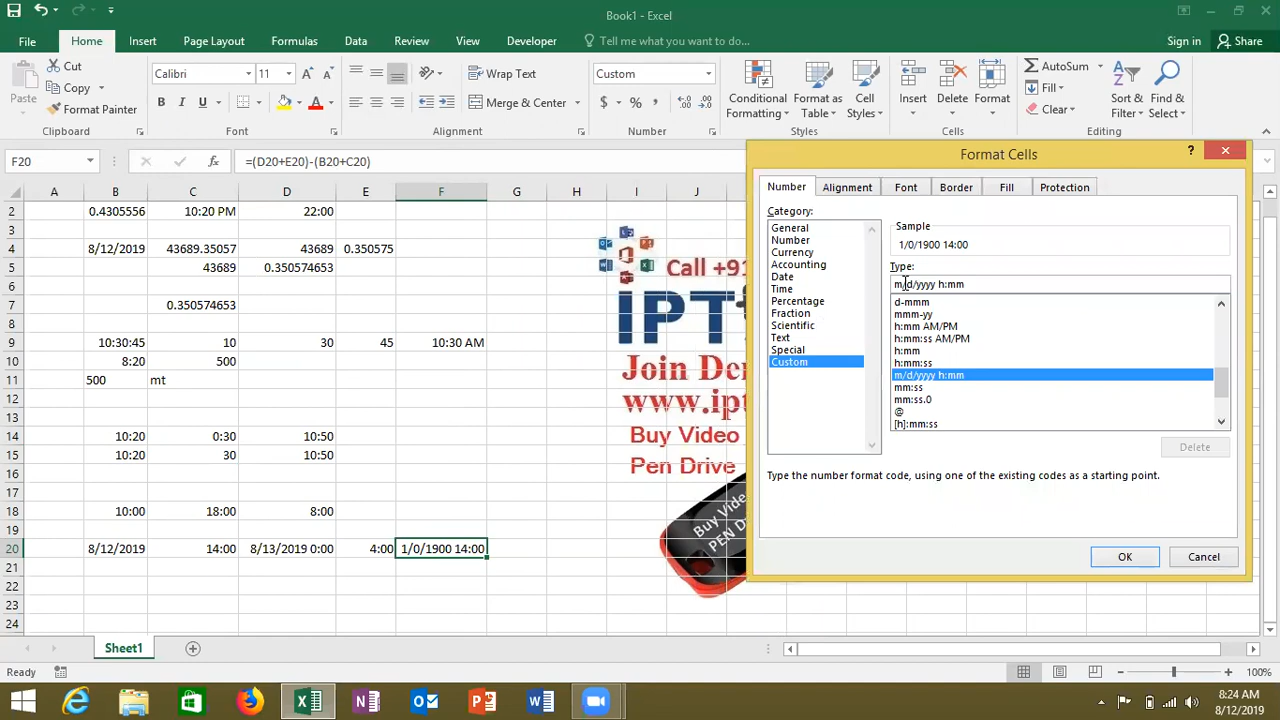 Book1 - Excel
File Home Insert Page Layout Formulas Data Review View Developer Tell me what you want to do... Sign in Share
Paste Cut Copy Format Painter Clipboard
Calibri 11 A A B I U A Font
Wrap Text Merge & Center Alignment
Custom $ % , Number
Conditional Formatting Format as Table Cell Styles Styles
Insert Delete Format Cells
AutoSum Fill Clear Sort & Filter Find & Select Editing
F20 fx =(D20+E20)-(B20+C20)
A B C D E F G H I J
2 0.4305556 10:20 PM 22:00
3
4 8/12/2019 43689.35057 43689 0.350575
5 43689 0.350574653
6
7 0.350574653
8
9 10:30:45 10 30 45 10:30 AM
10 8:20 500
11 500 mt
12
13
14 10:20 0:30 10:50
15 10:20 30 10:50
16
17
18 10:00 18:00 8:00
19
20 8/12/2019 14:00 8/13/2019 0:00 4:00 1/0/1900 14:00
21
22
23
24
Call +91
IPT
Join De
www.ipt
Buy Video
Pen Drive
Buy Vide
PEN D
Format Cells ?
Number Alignment Font Border Fill Protection
Category:
General
Number
Currency
Accounting
Date
Time
Percentage
Fraction
Scientific
Text
Special
Custom
Sample
1/0/1900 14:00
Type:
m/d/yyyy h:mm
d-mmm
mmm-yy
h:mm AM/PM
h:mm:ss AM/PM
h:mm
h:mm:ss
m/d/yyyy h:mm
mm:ss
mm:ss.0
@
[h]:mm:ss
Delete
Type the number format code, using one of the existing codes as a starting point.
OK Cancel
Sheet1
Ready 100%
8:24 AM
8/12/2019